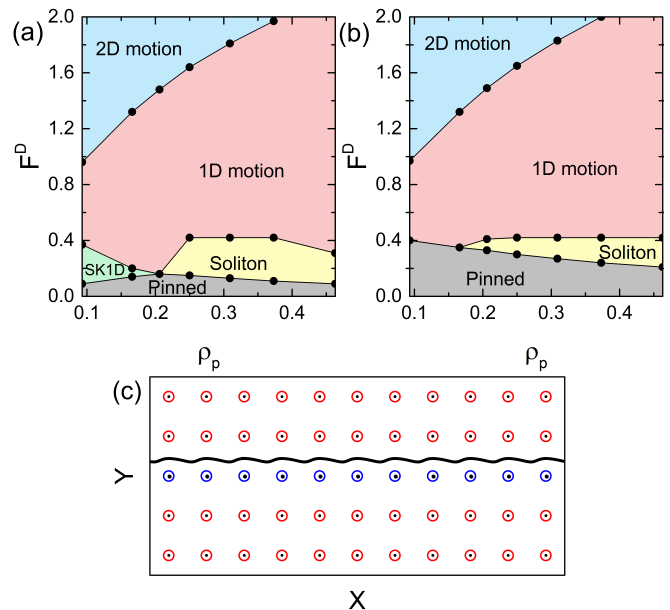 (a)
2.0
1.6
1.2
0.8
0.4
0.0
F^D
2D motion
1D motion
SK1D
Soliton
Pinned
0.1 0.2 0.3 0.4
ρ_p
(b)
2.0
1.6
1.2
0.8
0.4
0.0
F^D
2D motion
1D motion
Soliton
Pinned
0.1 0.2 0.3 0.4
ρ_p
(c)
Y
X